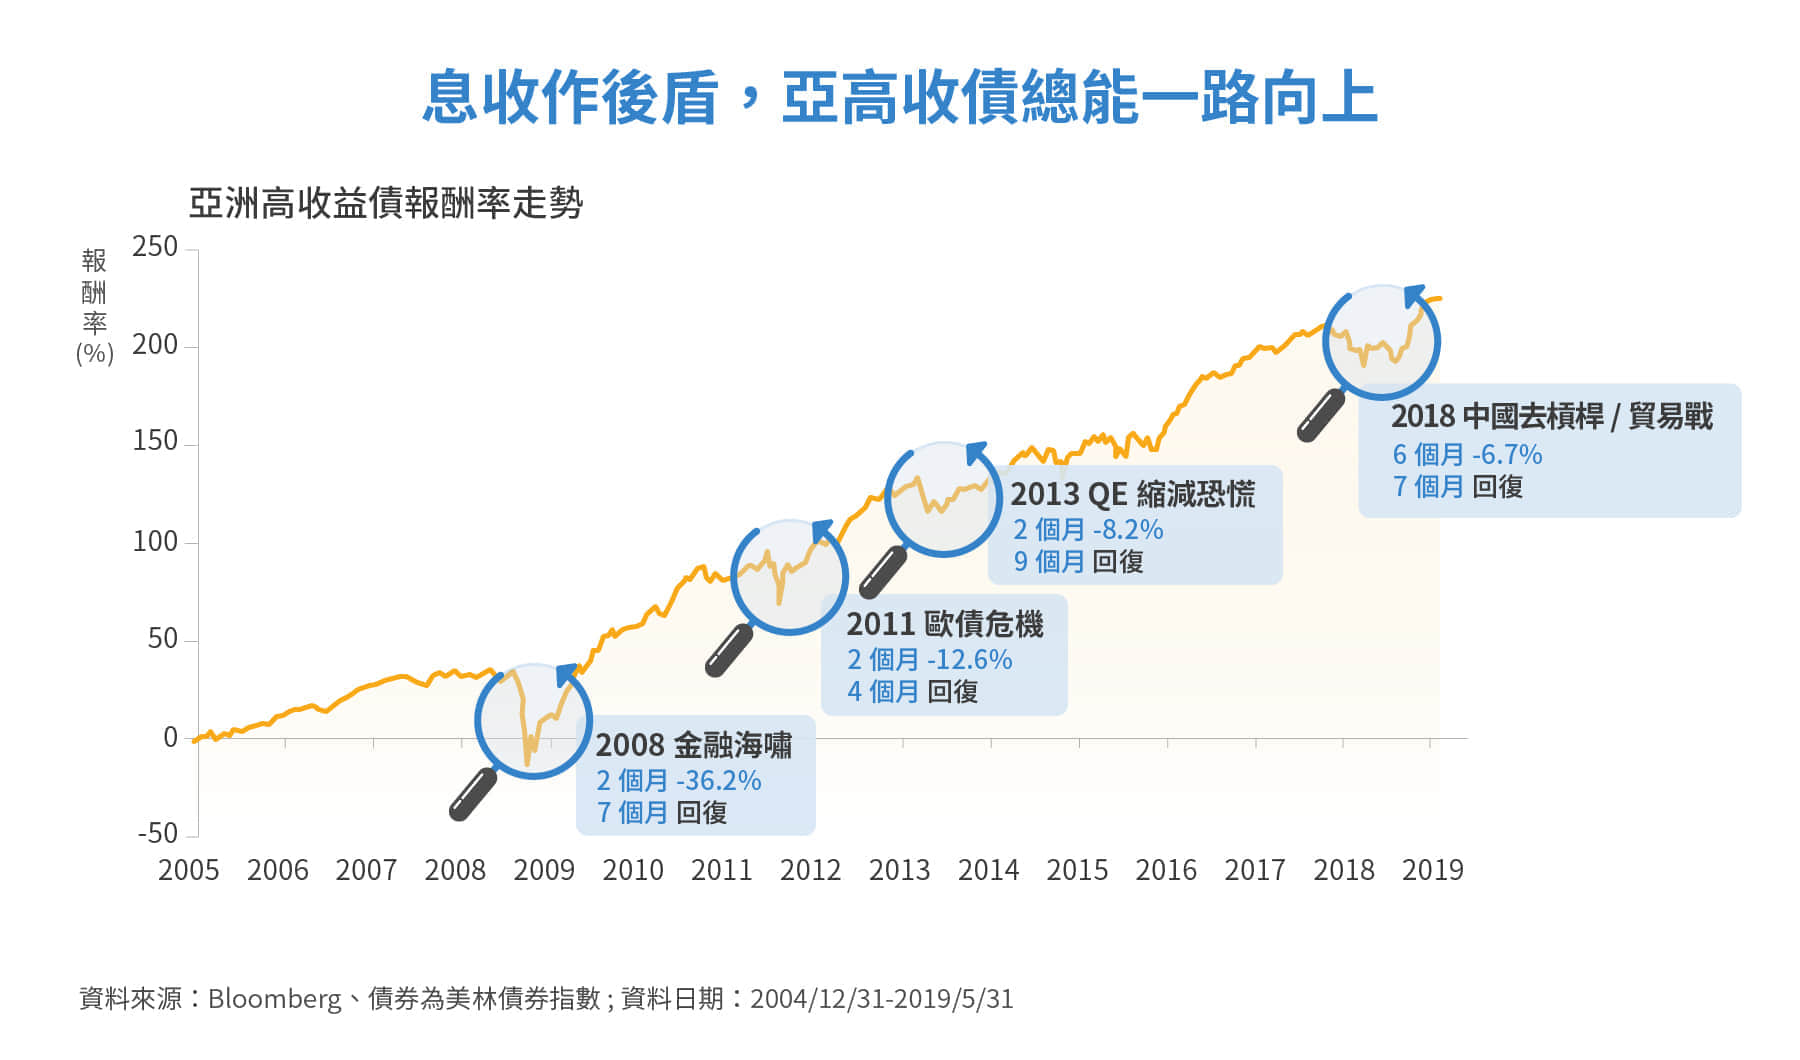 息收作後盾，亞高收債總能一路向上
亞洲高收益債報酬率走勢
報酬率(%)
250
200
150
100
50
0
-50
2018 中國去槓桿 / 貿易戰
6 個月 -6.7%
7 個月 回復
2013 QE 縮減恐慌
2 個月 -8.2%
9 個月 回復
2011 歐債危機
2 個月 -12.6%
4 個月 回復
2008 金融海嘯
2 個月 -36.2%
7 個月 回復
2005 2006 2007 2008 2009 2010 2011 2012 2013 2014 2015 2016 2017 2018 2019
資料來源：Bloomberg、債券為美林債券指數 ; 資料日期：2004/12/31-2019/5/31